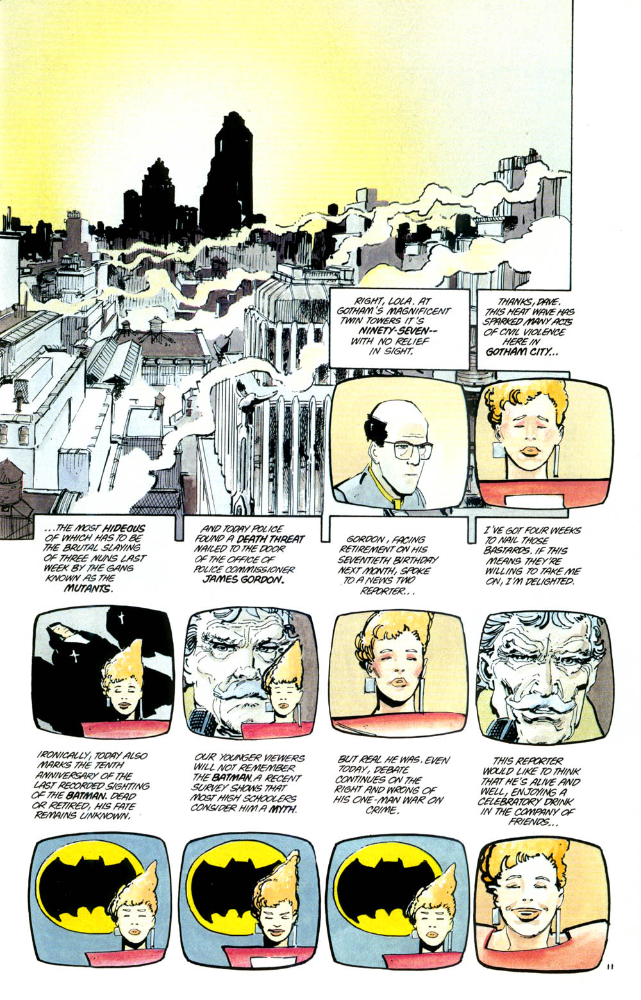 RIGHT, LOLA. AT
GOTHAM'S MAGNIFICENT
TWIN TOWERS IT'S
NINETY-SEVEN--
WITH NO RELIEF
IN SIGHT.
THANKS, DAVE.
THIS HEAT WAVE HAS
SPARKED MANY ACTS
OF CIVIL VIOLENCE
HERE IN
GOTHAM CITY...
...THE MOST HIDEOUS
OF WHICH HAS TO BE
THE BRUTAL SLAYING
OF THREE NUNS LAST
WEEK BY THE GANG
KNOWN AS THE
MUTANTS.
AND TODAY POLICE
FOUND A DEATH THREAT
NAILED TO THE DOOR
OF THE OFFICE OF
POLICE COMMISSIONER
JAMES GORDON.
GORDON, FACING
RETIREMENT ON HIS
SEVENTIETH BIRTHDAY
NEXT MONTH, SPOKE
TO A NEWS TWO
REPORTER...
I'VE GOT FOUR WEEKS
TO NAIL THOSE
BASTARDS. IF THIS
MEANS THEY'RE
WILLING TO TAKE ME
ON, I'M DELIGHTED.
IRONICALLY, TODAY ALSO
MARKS THE TENTH
ANNIVERSARY OF THE
LAST RECORDED SIGHTING
OF THE BATMAN. DEAD
OR RETIRED, HIS FATE
REMAINS UNKNOWN.
OUR YOUNGER VIEWERS
WILL NOT REMEMBER
THE BATMAN. A RECENT
SURVEY SHOWS THAT
MOST HIGH SCHOOLERS
CONSIDER HIM A MYTH.
BUT REAL HE WAS. EVEN
TODAY, DEBATE
CONTINUES ON THE
RIGHT AND WRONG OF
HIS ONE-MAN WAR ON
CRIME.
THIS REPORTER
WOULD LIKE TO THINK
THAT HE'S ALIVE AND
WELL, ENJOYING A
CELEBRATORY DRINK
IN THE COMPANY OF
FRIENDS...
11